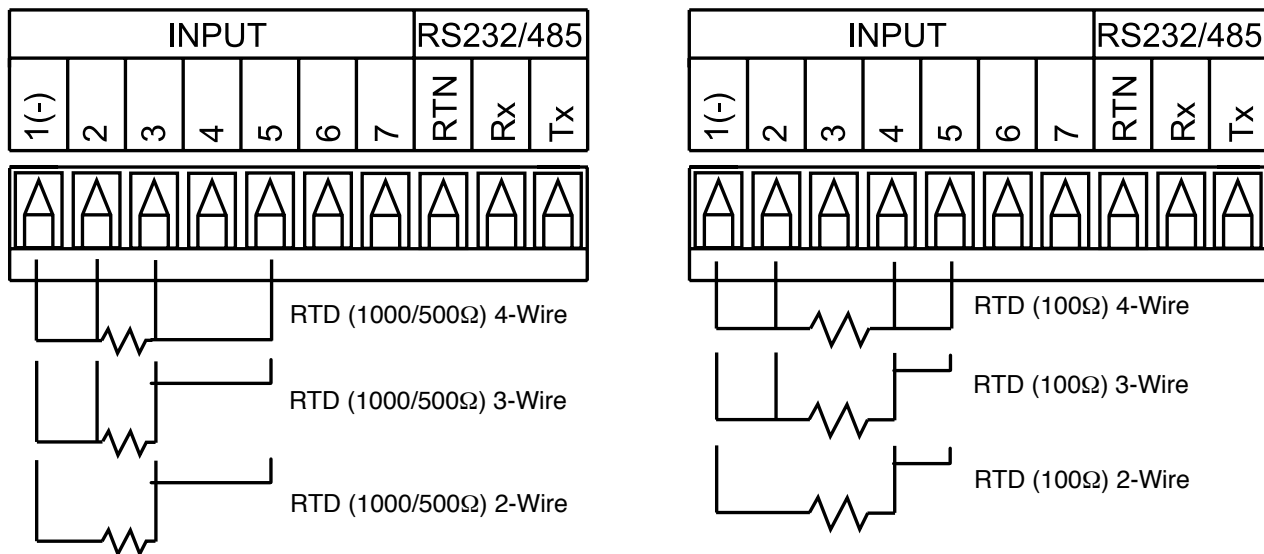 INPUT RS232/485
1(-) 2 3 4 5 6 7 RTN Rx Tx
RTD (1000/500Ω) 4-Wire
RTD (1000/500Ω) 3-Wire
RTD (1000/500Ω) 2-Wire
INPUT RS232/485
1(-) 2 3 4 5 6 7 RTN Rx Tx
RTD (100Ω) 4-Wire
RTD (100Ω) 3-Wire
RTD (100Ω) 2-Wire